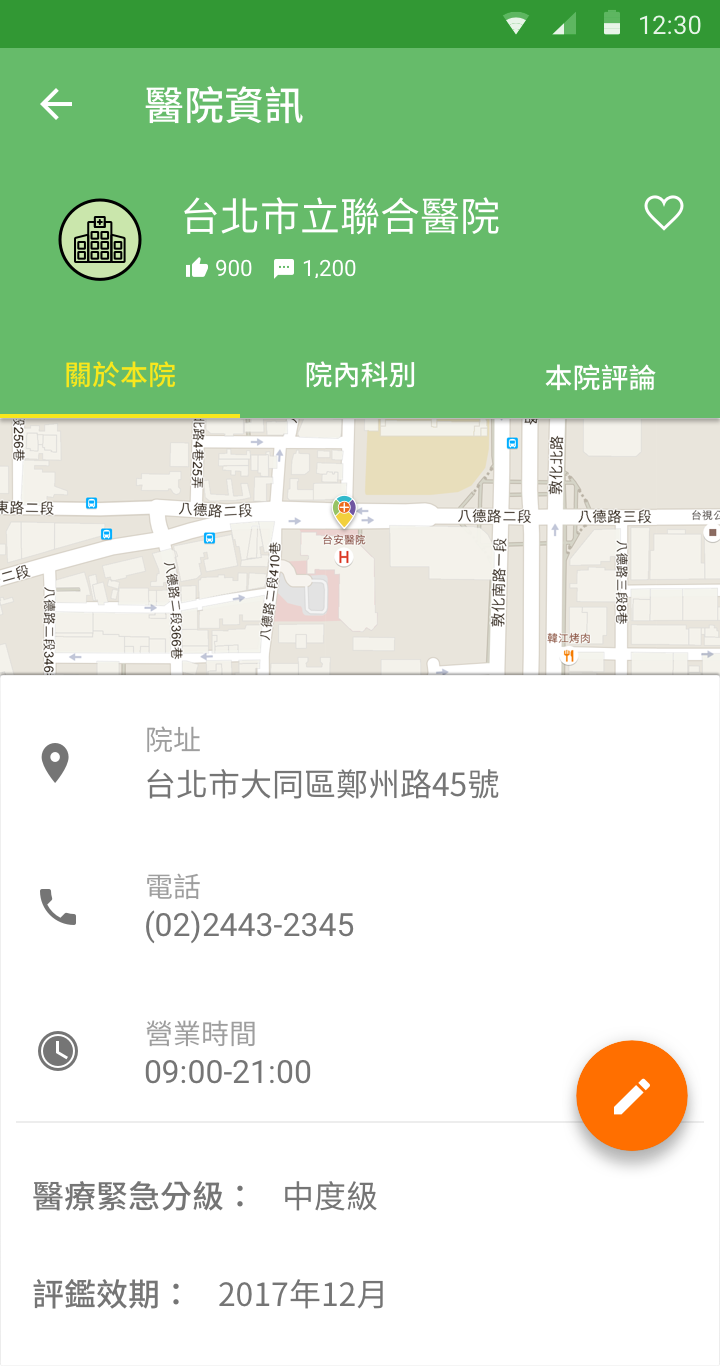 12:30
醫院資訊
台北市立聯合醫院
900 1,200
關於本院 院內科別 本院評論
段256巷
北路4巷25弄
敦化北路
東路二段
八德路二段
八德路二段
八德路三段
台視公
台安醫院
H
二段
八德路二段346巷
八德路二段366巷
八德路二段410巷
敦化南路一段
八德路三段8巷
韓江烤肉
院址
台北市大同區鄭州路45號
電話
(02)2443-2345
營業時間
09:00-21:00
醫療緊急分級： 中度級
評鑑效期： 2017年12月